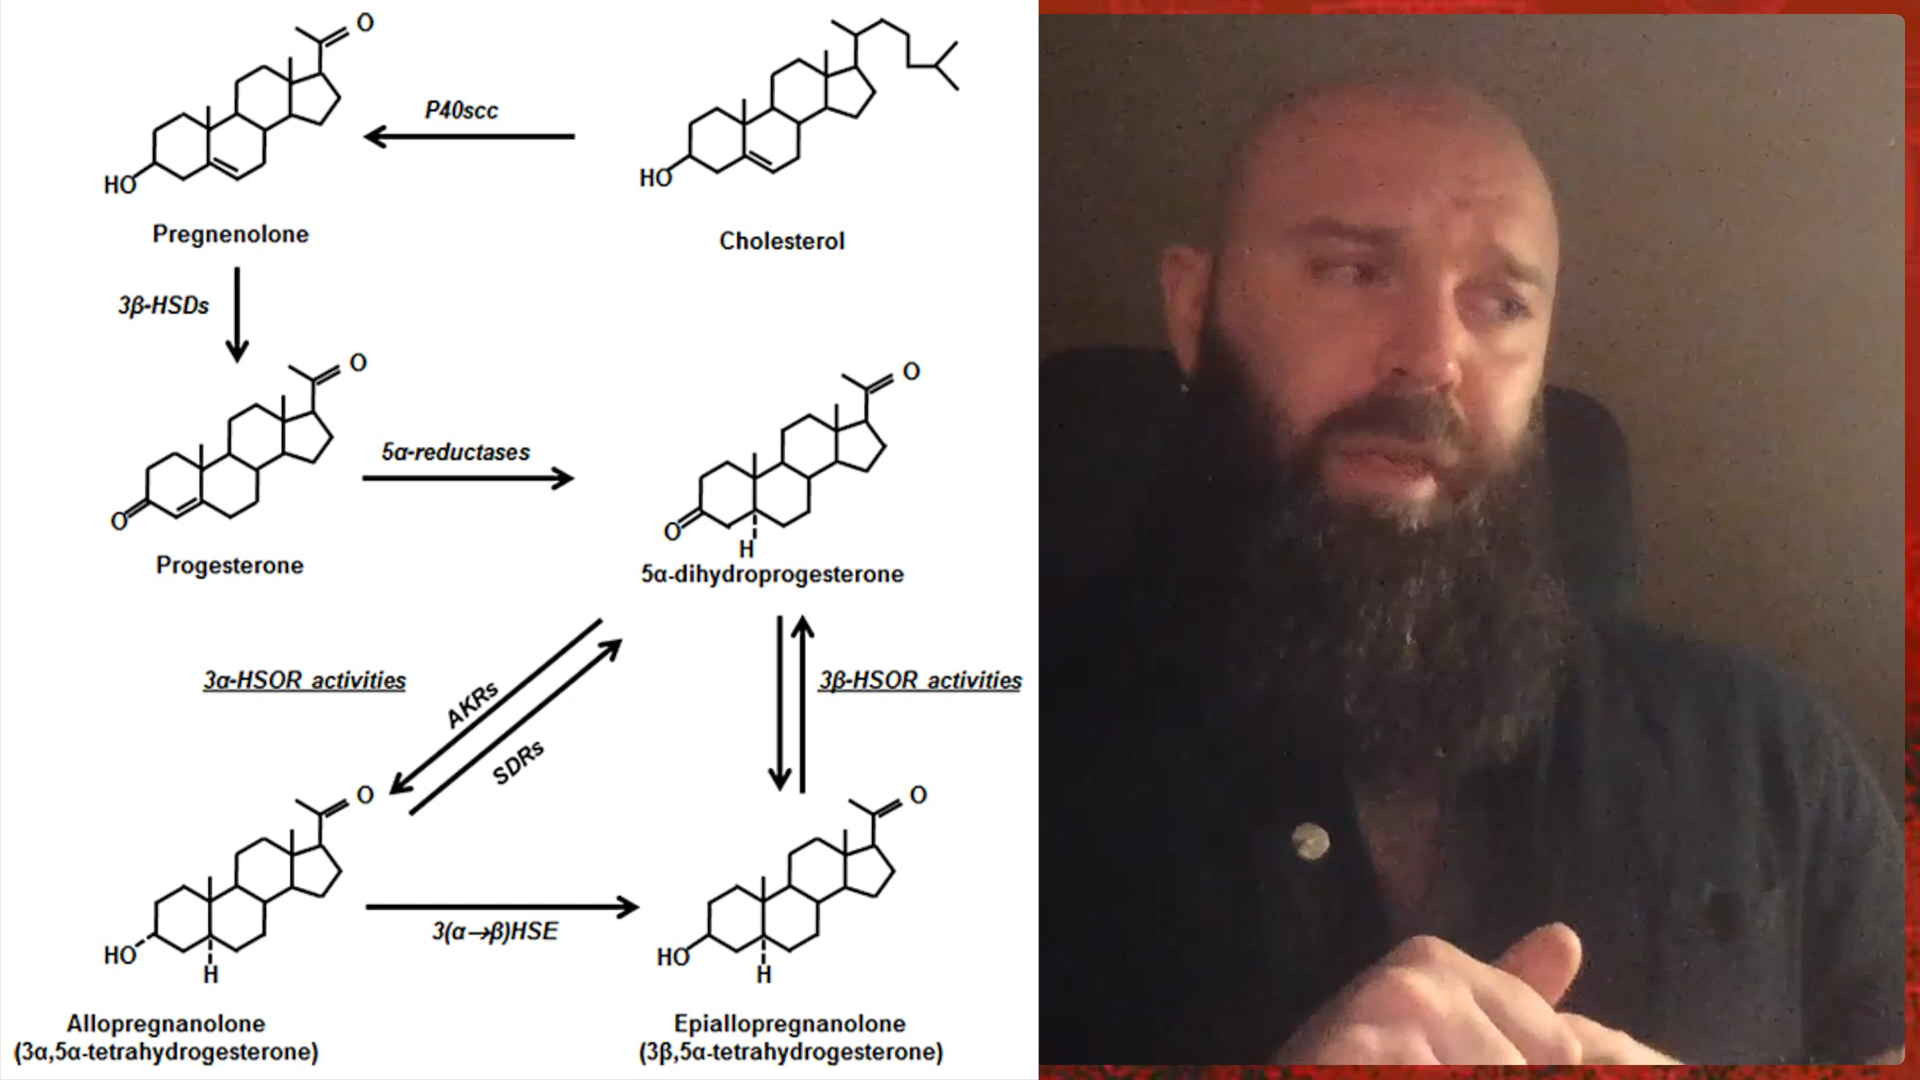 O
P40scc
HO
HO
Pregnenolone
Cholesterol
3β-HSDs
O
O
5α-reductases
O
O
H
Progesterone
5α-dihydroprogesterone
3α-HSOR activities
3β-HSOR activities
AKRs
SDRs
O
O
3(α→β)HSE
HO
HO
H
H
Allopregnanolone
Epiallopregnanolone
(3α,5α-tetrahydrogesterone)
(3β,5α-tetrahydrogesterone)